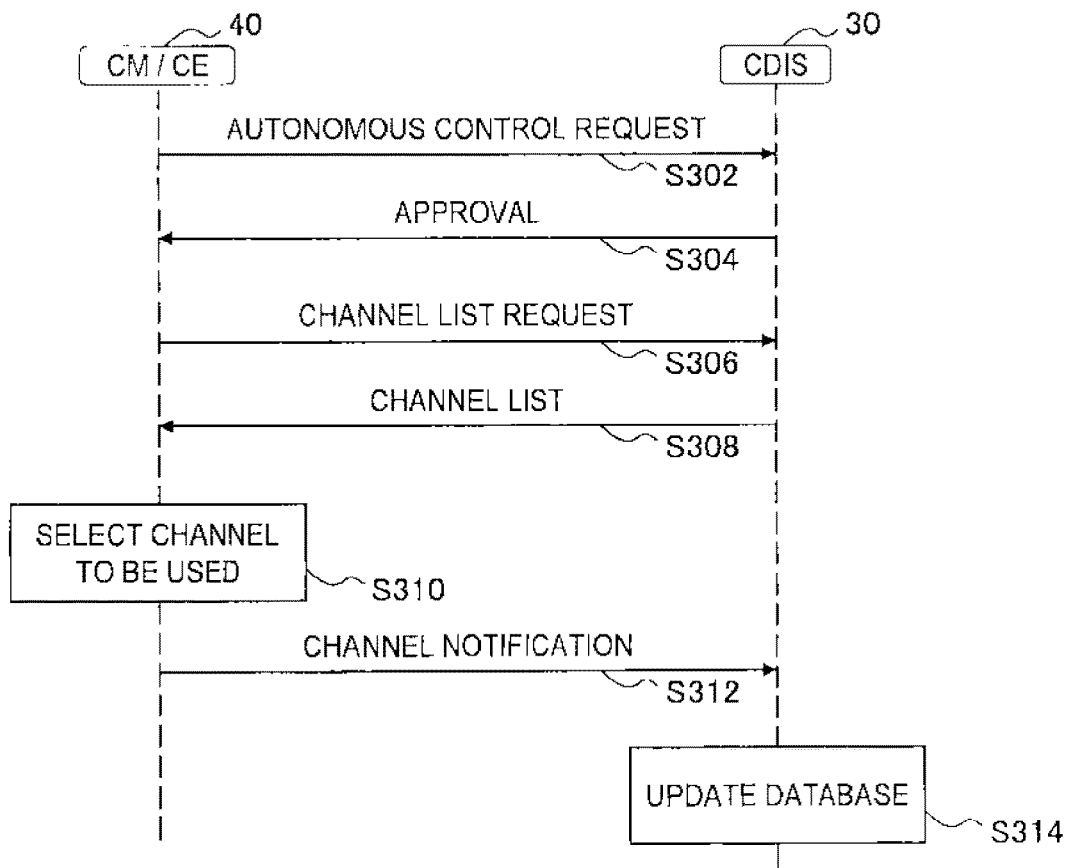 40
30
CM / CE
CDIS
AUTONOMOUS CONTROL REQUEST
S302
APPROVAL
S304
CHANNEL LIST REQUEST
S306
CHANNEL LIST
S308
SELECT CHANNEL
TO BE USED
S310
CHANNEL NOTIFICATION
S312
UPDATE DATABASE
S314